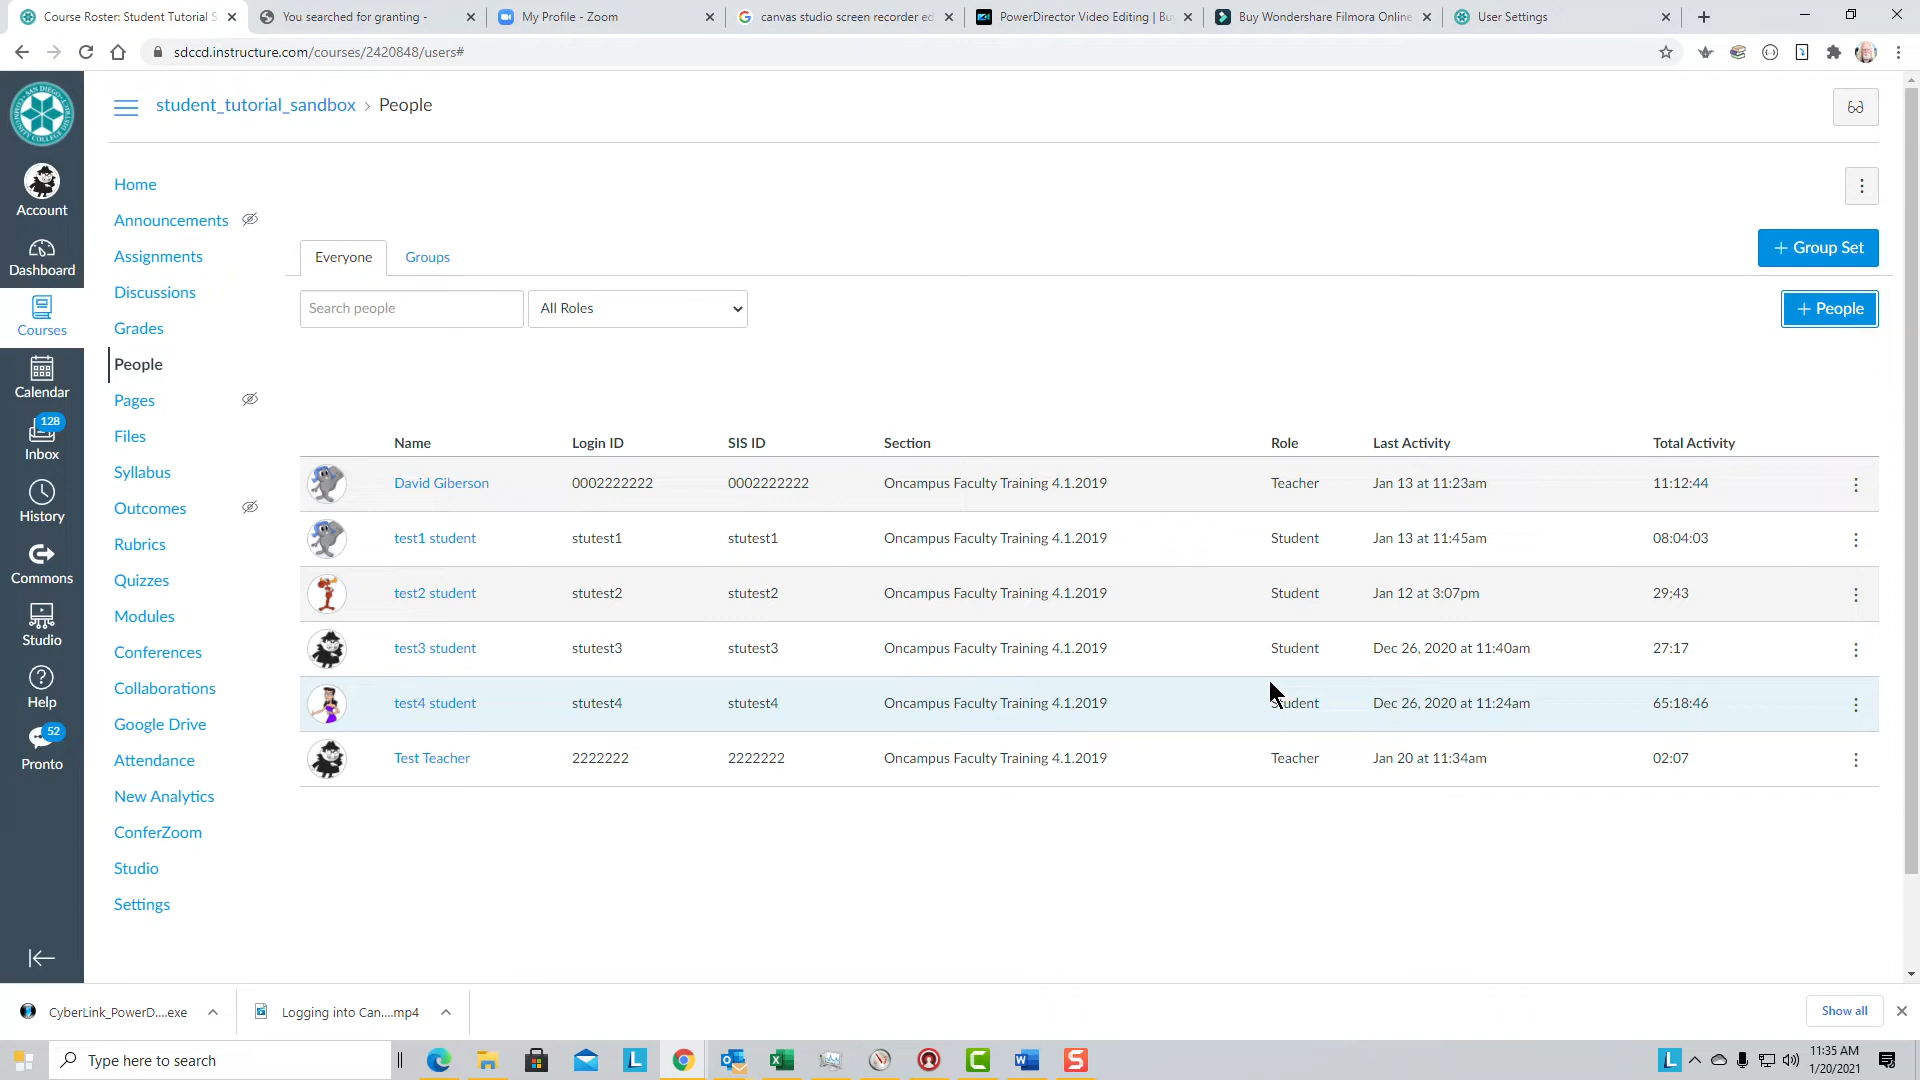 Course Roster: Student Tutorial S
You searched for granting -
My Profile - Zoom
canvas studio screen recorder ed
PowerDirector Video Editing | Bu
Buy Wondershare Filmora Online
User Settings
sdccd.instructure.com/courses/2420848/users#
student_tutorial_sandbox › People
Account
Dashboard
Courses
Calendar
128
Inbox
History
Commons
Studio
Help
52
Pronto
Home
Announcements
Assignments
Discussions
Grades
People
Pages
Files
Syllabus
Outcomes
Rubrics
Quizzes
Modules
Conferences
Collaborations
Google Drive
Attendance
New Analytics
ConferZoom
Studio
Settings
Everyone Groups
+ Group Set
Search people All Roles
+ People
Name Login ID SIS ID Section Role Last Activity Total Activity
David Giberson 0002222222 0002222222 Oncampus Faculty Training 4.1.2019 Teacher Jan 13 at 11:23am 11:12:44
test1 student stutest1 stutest1 Oncampus Faculty Training 4.1.2019 Student Jan 13 at 11:45am 08:04:03
test2 student stutest2 stutest2 Oncampus Faculty Training 4.1.2019 Student Jan 12 at 3:07pm 29:43
test3 student stutest3 stutest3 Oncampus Faculty Training 4.1.2019 Student Dec 26, 2020 at 11:40am 27:17
test4 student stutest4 stutest4 Oncampus Faculty Training 4.1.2019 Student Dec 26, 2020 at 11:24am 65:18:46
Test Teacher 2222222 2222222 Oncampus Faculty Training 4.1.2019 Teacher Jan 20 at 11:34am 02:07
CyberLink_PowerD....exe
Logging into Can....mp4
Show all
Type here to search
11:35 AM
1/20/2021